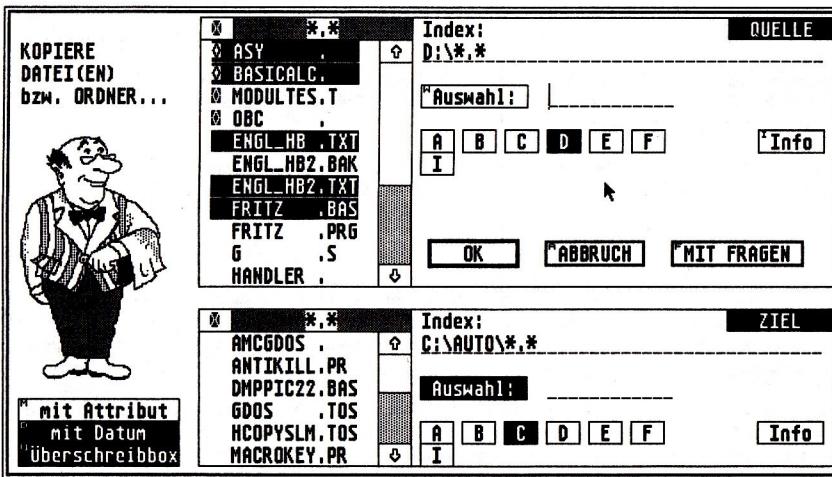 KOPIERE
DATEI(EN)
bzw. ORDNER...
mit Attribut
mit Datum
Überschreibbox
*.*
ASY      .
BASICALC.
MODULTES.T
OBC      .
ENGL_HB .TXT
ENGL_HB2.BAK
ENGL_HB2.TXT
FRITZ   .BAS
FRITZ   .PRG
G       .S
HANDLER .
Index: QUELLE
D:\*.*
Auswahl:
A B C D E F Info
I
OK ABBRUCH MIT FRAGEN
*.*
AMCGDOS .
ANTIKILL.PR
DMPPIC22.BAS
GDOS    .TOS
HCOPYSLM.TOS
MACROKEY.PR
Index: ZIEL
C:\AUTO\*.*
Auswahl:
A B C D E F Info
I